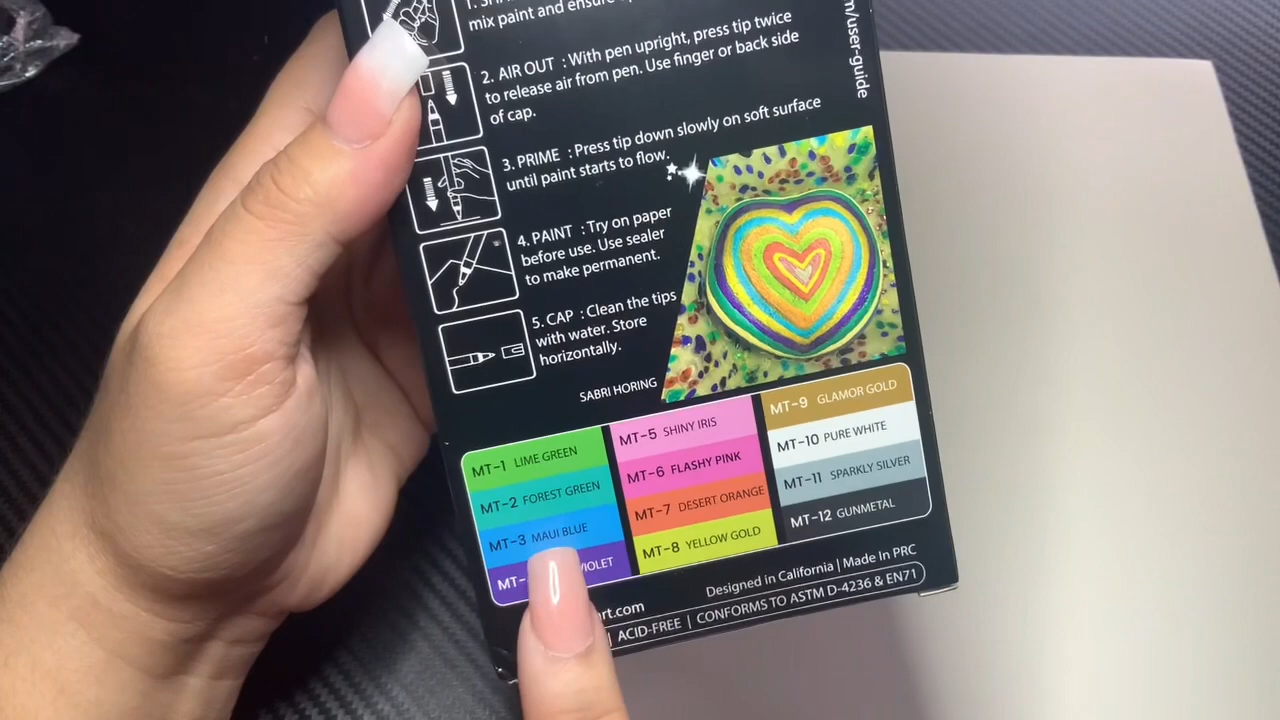 mix paint and ensure
2. AIR OUT : With pen upright, press tip twice
to release air from pen. Use finger or back side
of cap.
3. PRIME : Press tip down slowly on soft surface
until paint starts to flow.
4. PAINT : Try on paper
before use. Use sealer
to make permanent.
5. CAP : Clean the tips
with water. Store
horizontally.
SABRI HORING
m/user-guide
MT-1 LIME GREEN
MT-2 FOREST GREEN
MT-3 MAUI BLUE
MT- VIOLET
MT-5 SHINY IRIS
MT-6 FLASHY PINK
MT-7 DESERT ORANGE
MT-8 YELLOW GOLD
MT-9 GLAMOR GOLD
MT-10 PURE WHITE
MT-11 SPARKLY SILVER
MT-12 GUNMETAL
Designed in California | Made In PRC
rt.com
| ACID-FREE | CONFORMS TO ASTM D-4236 & EN71